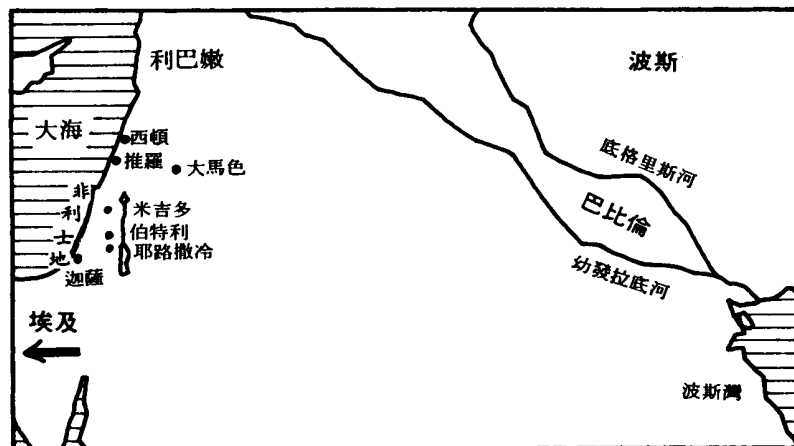 利巴嫩
波斯
大海
西頓
推羅
大馬色
底格里斯河
非利士地
米吉多
伯特利
耶路撒冷
巴比倫
迦薩
幼發拉底河
埃及
波斯灣